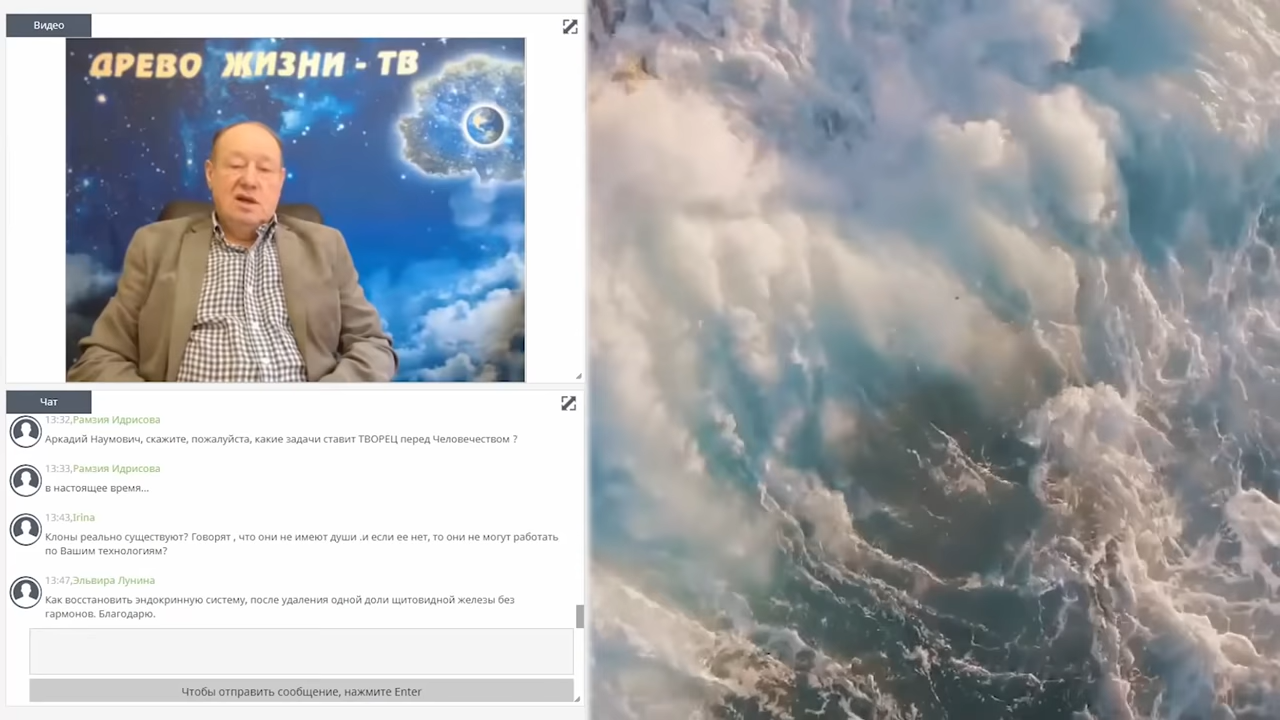 Видео
ДРЕВО ЖИЗНИ - ТВ
Чат
13:32,Рамзия Идрисова
Аркадий Наумович, скажите, пожалуйста, какие задачи ставит ТВОРЕЦ перед Человечеством ?
13:33,Рамзия Идрисова
в настоящее время...
13:43,Irina
Клоны реально существуют? Говорят , что они не имеют души .и если ее нет, то они не могут работать
по Вашим технологиям?
13:47,Эльвира Лунина
Как восстановить эндокринную систему, после удаления одной доли щитовидной железы без
гармонов. Благодарю.
Чтобы отправить сообщение, нажмите Enter